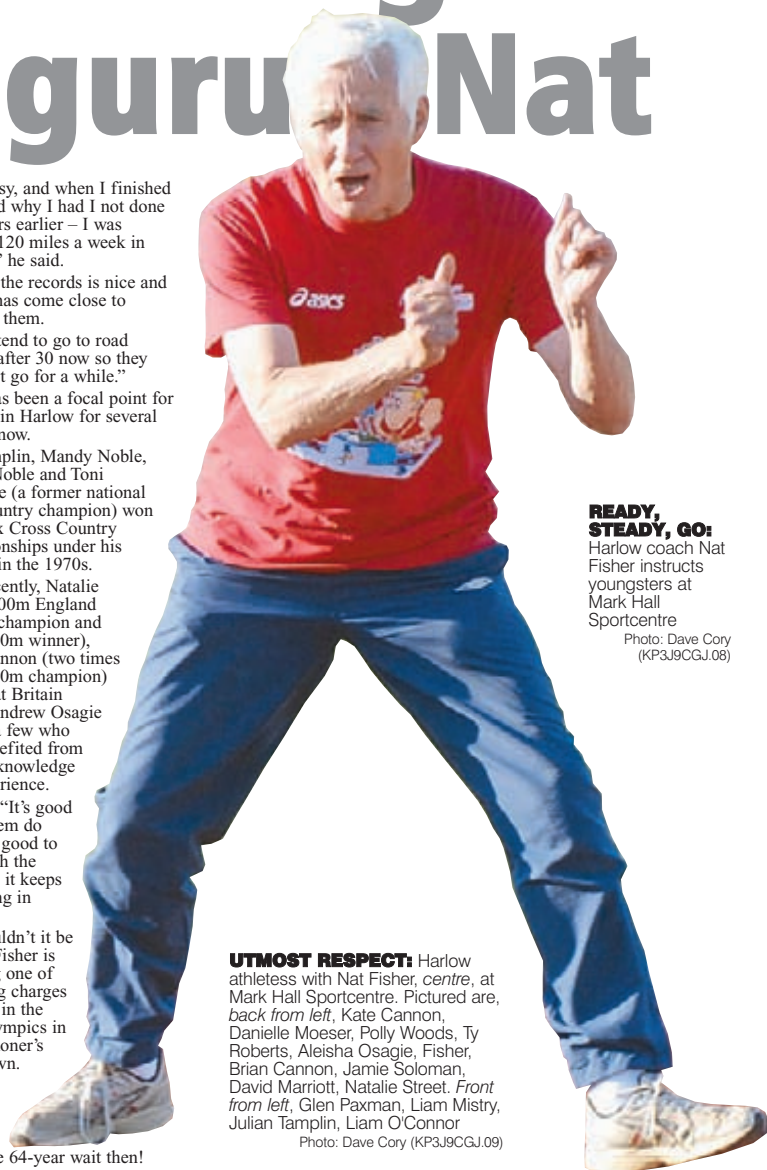 guru Nat
sy, and when I finished
d why I had I not done
rs earlier – I was
120 miles a week in
” he said.
the records is nice and
has come close to
them.
tend to go to road
after 30 now so they
t go for a while.”
as been a focal point for
in Harlow for several
now.
mplin, Mandy Noble,
Noble and Toni
e (a former national
untry champion) won
x Cross Country
onships under his
in the 1970s.
cently, Natalie
00m England
champion and
0m winner),
nnon (two times
0m champion)
at Britain
ndrew Osagie
a few who
efited from
knowledge
rience.
“It’s good
em do
good to
h the
it keeps
ng in
uldn’t it be
Fisher is
g one of
g charges
in the
ympics in
oner’s
wn.
e 64-year wait then!
asics
READY,
STEADY, GO:
Harlow coach Nat
Fisher instructs
youngsters at
Mark Hall
Sportcentre
Photo: Dave Cory
(KP3J9CGJ.08)
UTMOST RESPECT: Harlow
athletess with Nat Fisher, centre, at
Mark Hall Sportcentre. Pictured are,
back from left, Kate Cannon,
Danielle Moeser, Polly Woods, Ty
Roberts, Aleisha Osagie, Fisher,
Brian Cannon, Jamie Soloman,
David Marriott, Natalie Street. Front
from left, Glen Paxman, Liam Mistry,
Julian Tamplin, Liam O'Connor
Photo: Dave Cory (KP3J9CGJ.09)